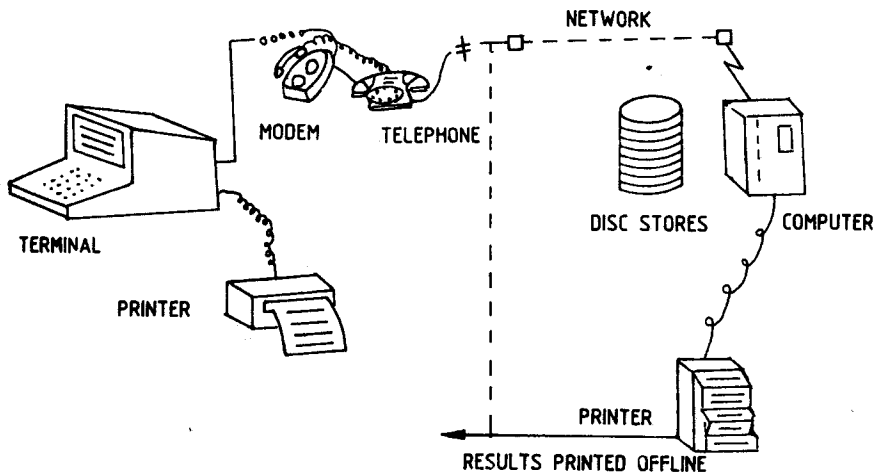 NETWORK
MODEM
TELEPHONE
DISC STORES
COMPUTER
TERMINAL
PRINTER
PRINTER
RESULTS PRINTED OFFLINE